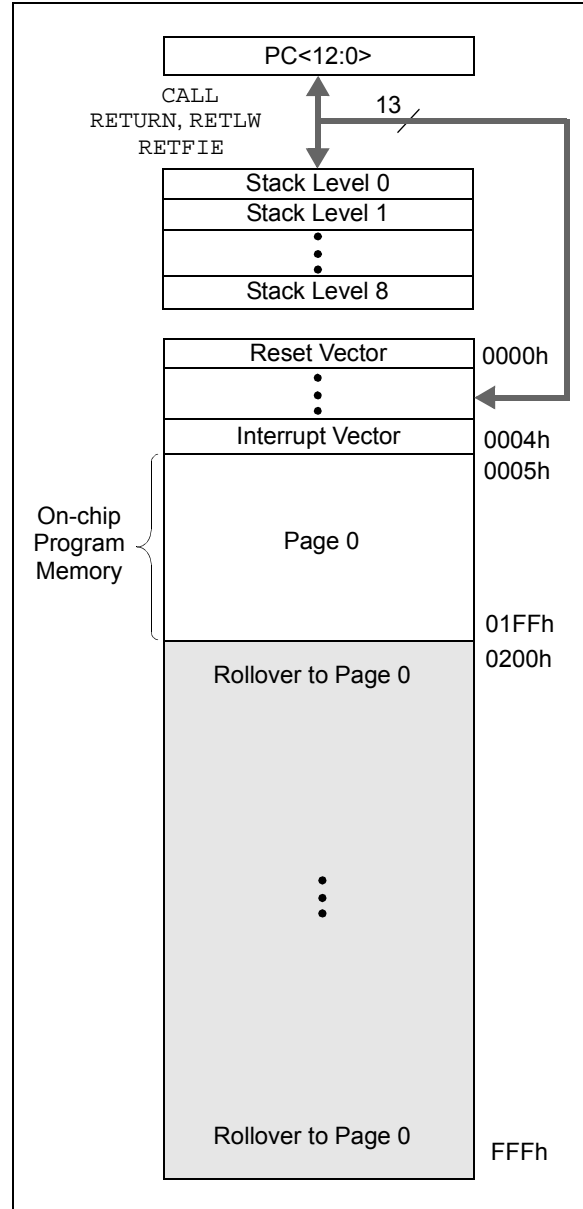 PC<12:0>
CALL
RETURN, RETLW
RETFIE
13
Stack Level 0
Stack Level 1
Stack Level 8
Reset Vector
0000h
Interrupt Vector
0004h
0005h
On-chip
Program
Memory
Page 0
01FFh
0200h
Rollover to Page 0
Rollover to Page 0
FFFh